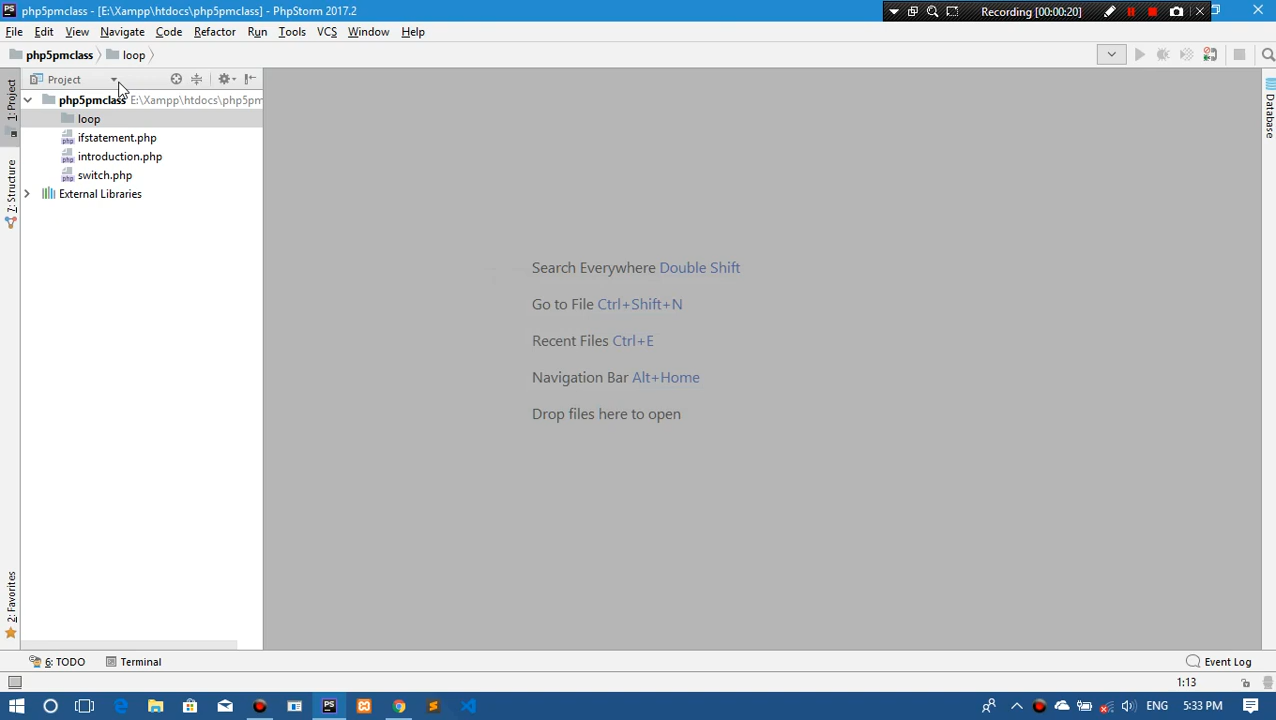 php5pmclass - [E:\Xampp\htdocs\php5pmclass] - PhpStorm 2017.2
Recording [00:00:20]
File Edit View Navigate Code Refactor Run Tools VCS Window Help
php5pmclass loop
Project
php5pmclass E:\Xampp\htdocs\php5pm
loop
ifstatement.php
introduction.php
switch.php
External Libraries
1: Project
7: Structure
2: Favorites
Database
Search Everywhere Double Shift
Go to File Ctrl+Shift+N
Recent Files Ctrl+E
Navigation Bar Alt+Home
Drop files here to open
6: TODO Terminal Event Log
1:13
ENG 5:33 PM